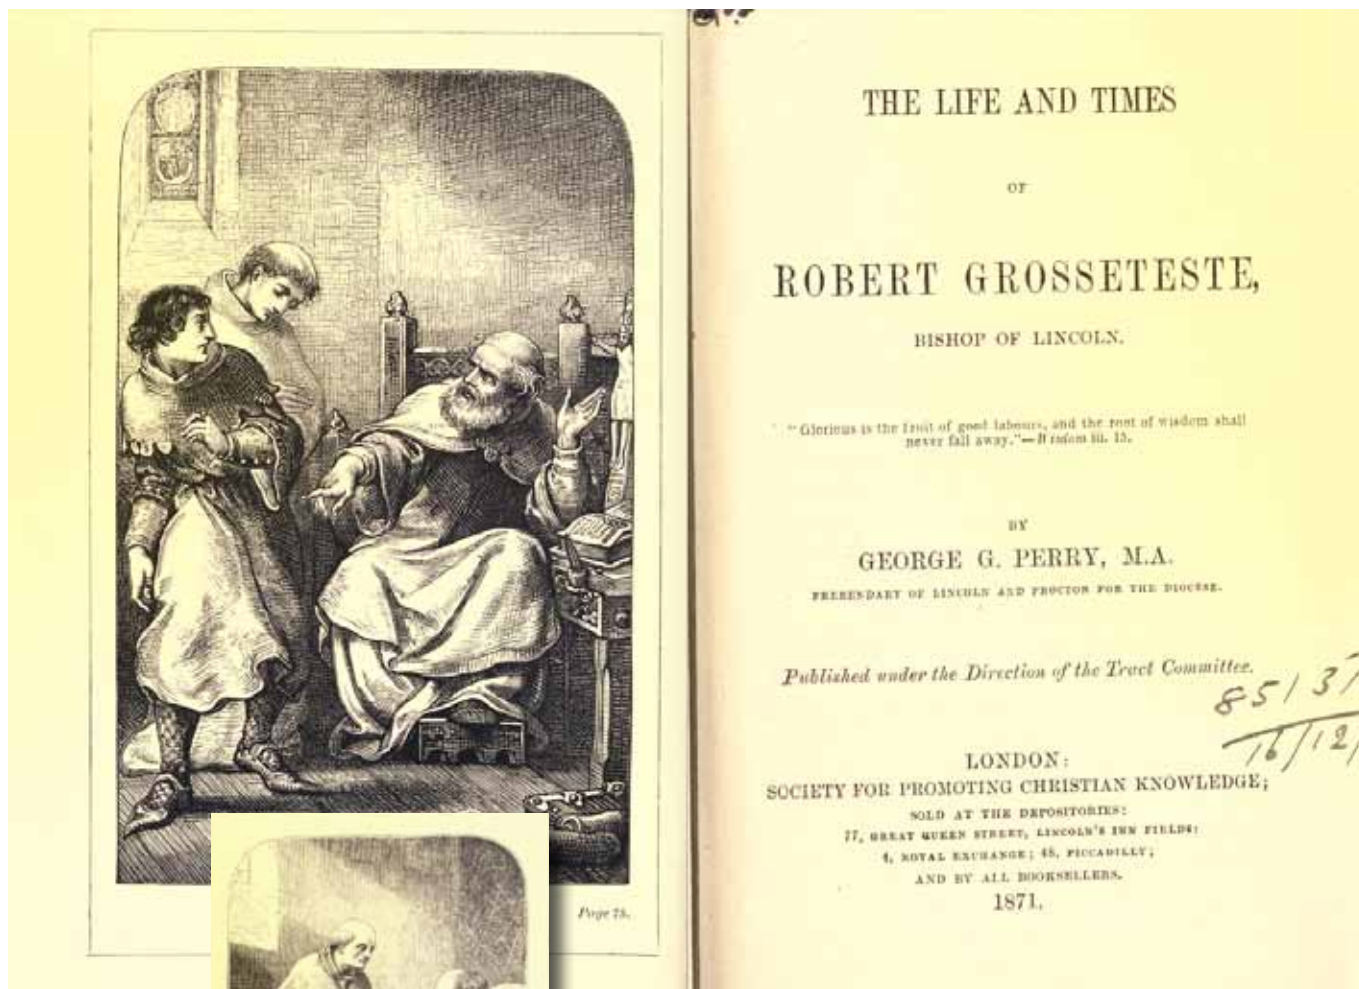 Page 78.
THE LIFE AND TIMES
OF
ROBERT GROSSETESTE,
BISHOP OF LINCOLN.
"Glorious is the fruit of good labours, and the root of wisdom shall
never fall away."—Wisdom iii. 15.
BY
GEORGE G. PERRY, M.A.
PREBENDARY OF LINCOLN AND PROCTOR FOR THE DIOCESE.
Published under the Direction of the Tract Committee.
85137
16/12/
LONDON:
SOCIETY FOR PROMOTING CHRISTIAN KNOWLEDGE;
SOLD AT THE DEPOSITORIES:
77, GREAT QUEEN STREET, LINCOLN'S INN FIELDS:
4, ROYAL EXCHANGE; 48, PICCADILLY;
AND BY ALL BOOKSELLERS.
1871.